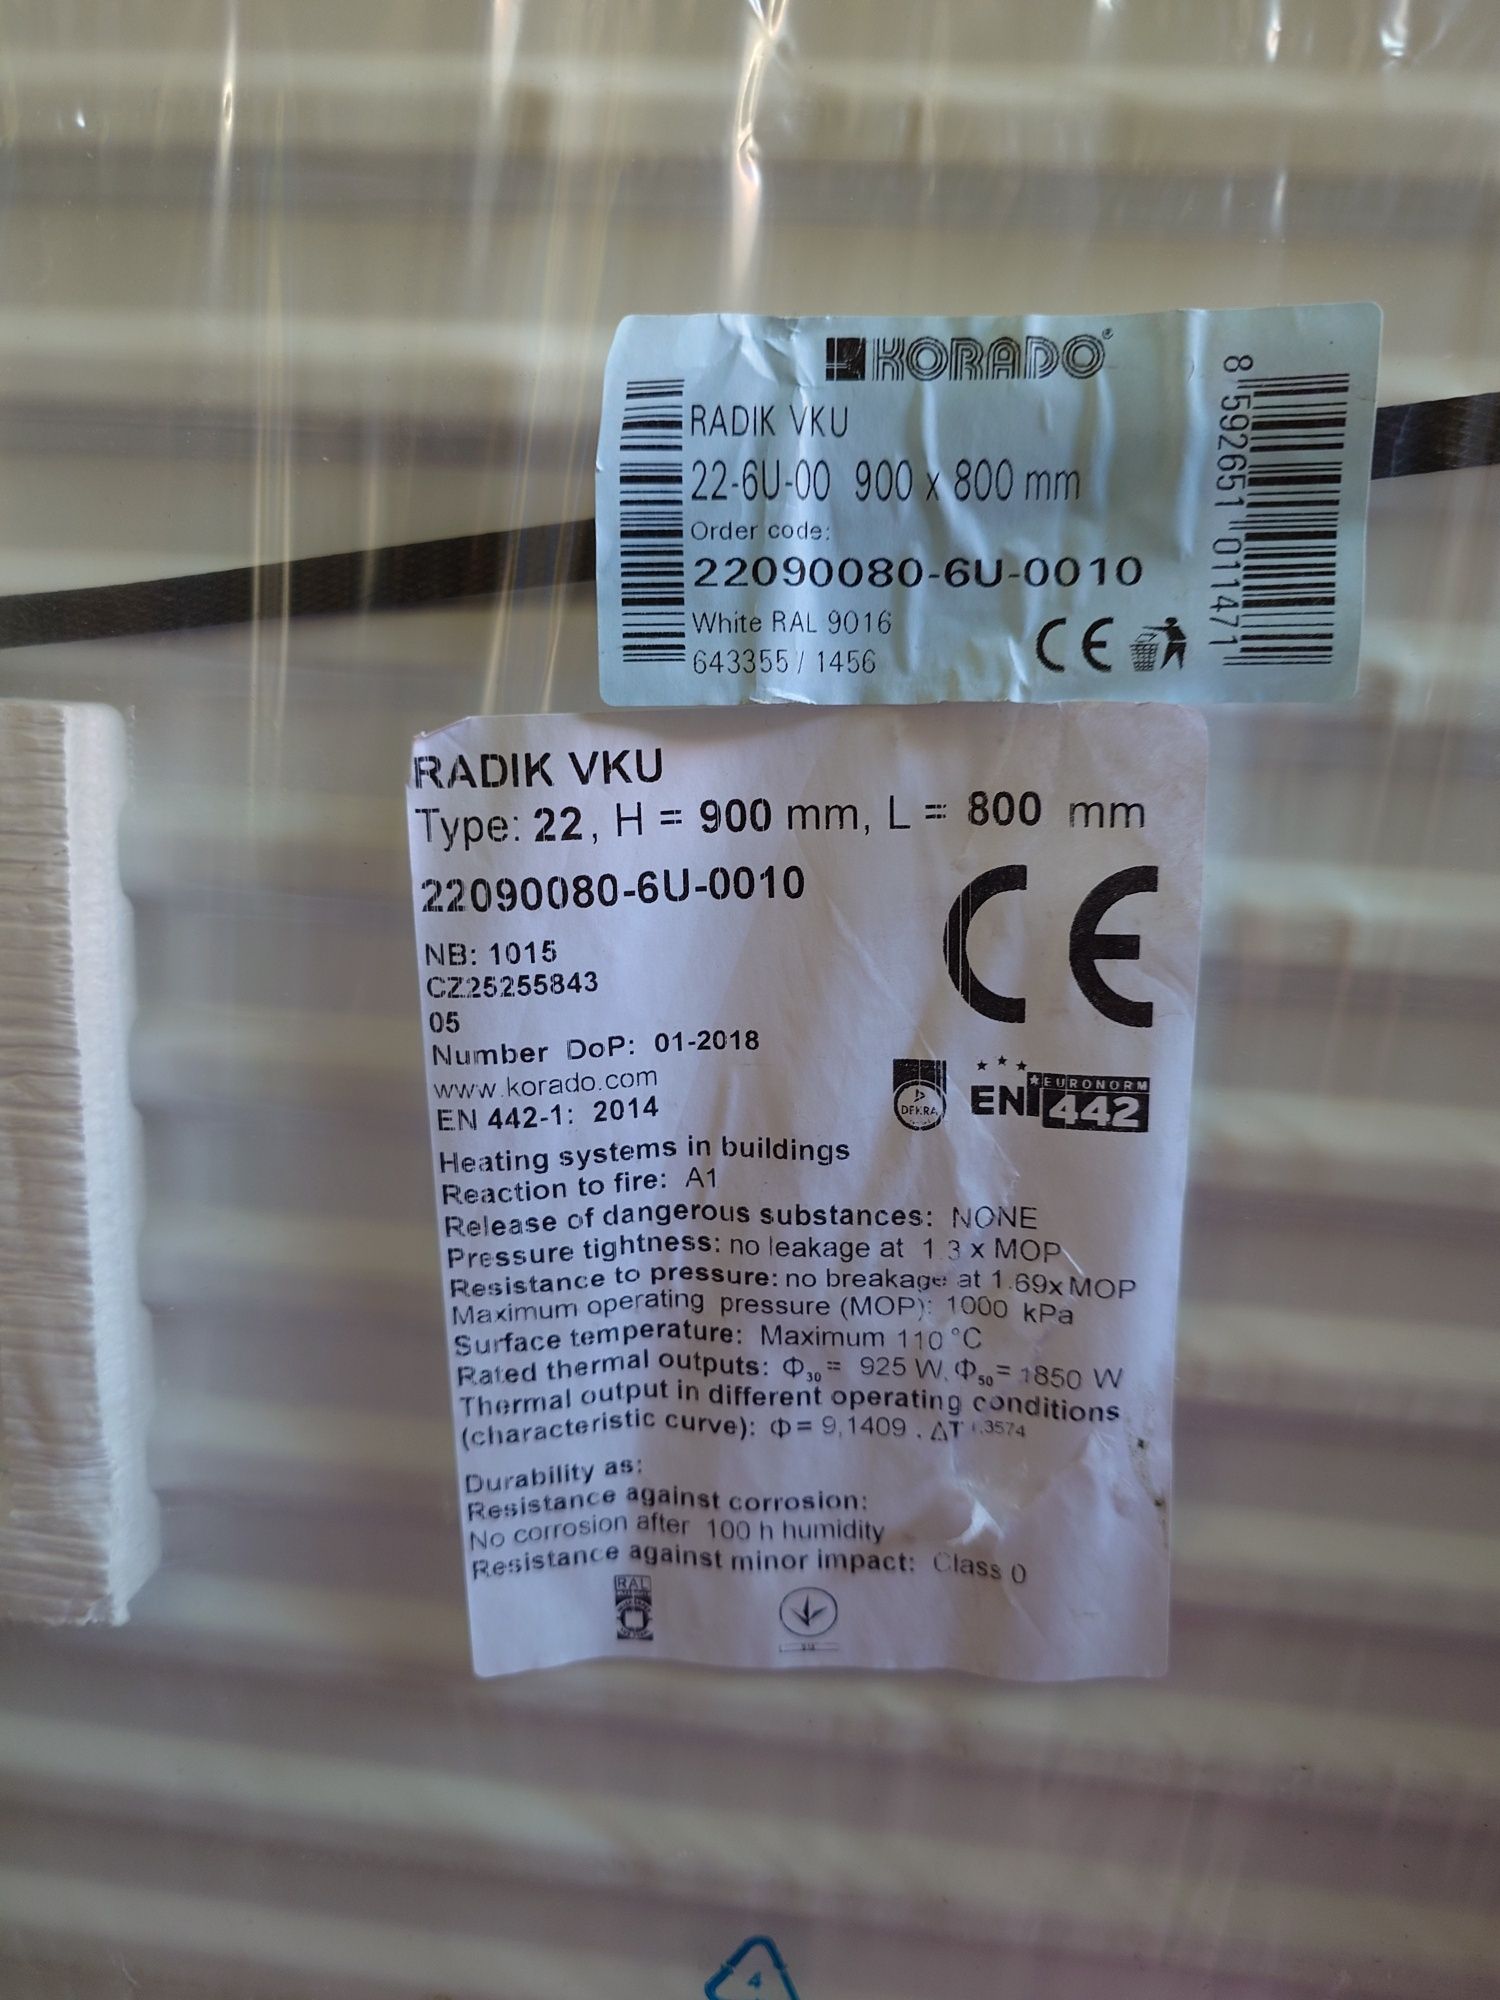 KORADO®
RADIK VKU
22-6U-00 900 x 800 mm
Order code:
22090080-6U-0010
White RAL 9016
643355 / 1456
CE
8 592651 011471
RADIK VKU
Type: 22, H = 900 mm, L = 800 mm
22090080-6U-0010
CE
NB: 1015
CZ25255843
05
Number DoP: 01-2018
www.korado.com
EN 442-1: 2014
DEKRA
EN EURONORM 442
Heating systems in buildings
Reaction to fire: A1
Release of dangerous substances: NONE
Pressure tightness: no leakage at 1.3 x MOP
Resistance to pressure: no breakage at 1.69x MOP
Maximum operating pressure (MOP): 1000 kPa
Surface temperature: Maximum 110 °C
Rated thermal outputs: Φ30 = 925 W, Φ50 = 1850 W
Thermal output in different operating conditions
(characteristic curve): Φ = 9,1409 . ΔT 1.3574
Durability as:
Resistance against corrosion:
No corrosion after 100 h humidity
Resistance against minor impact: Class 0
RAL
4